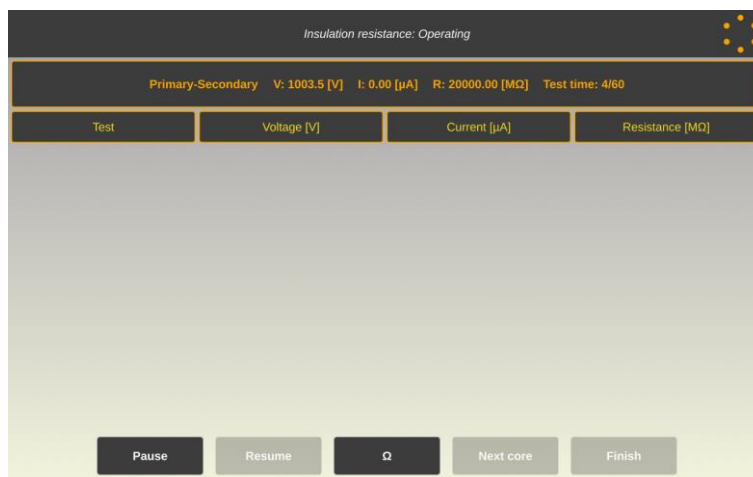 Insulation resistance: Operating
Primary-Secondary V: 1003.5 [V] I: 0.00 [µA] R: 20000.00 [MΩ] Test time: 4/60
Test Voltage [V] Current [µA] Resistance [MΩ]
Pause Resume Ω Next core Finish